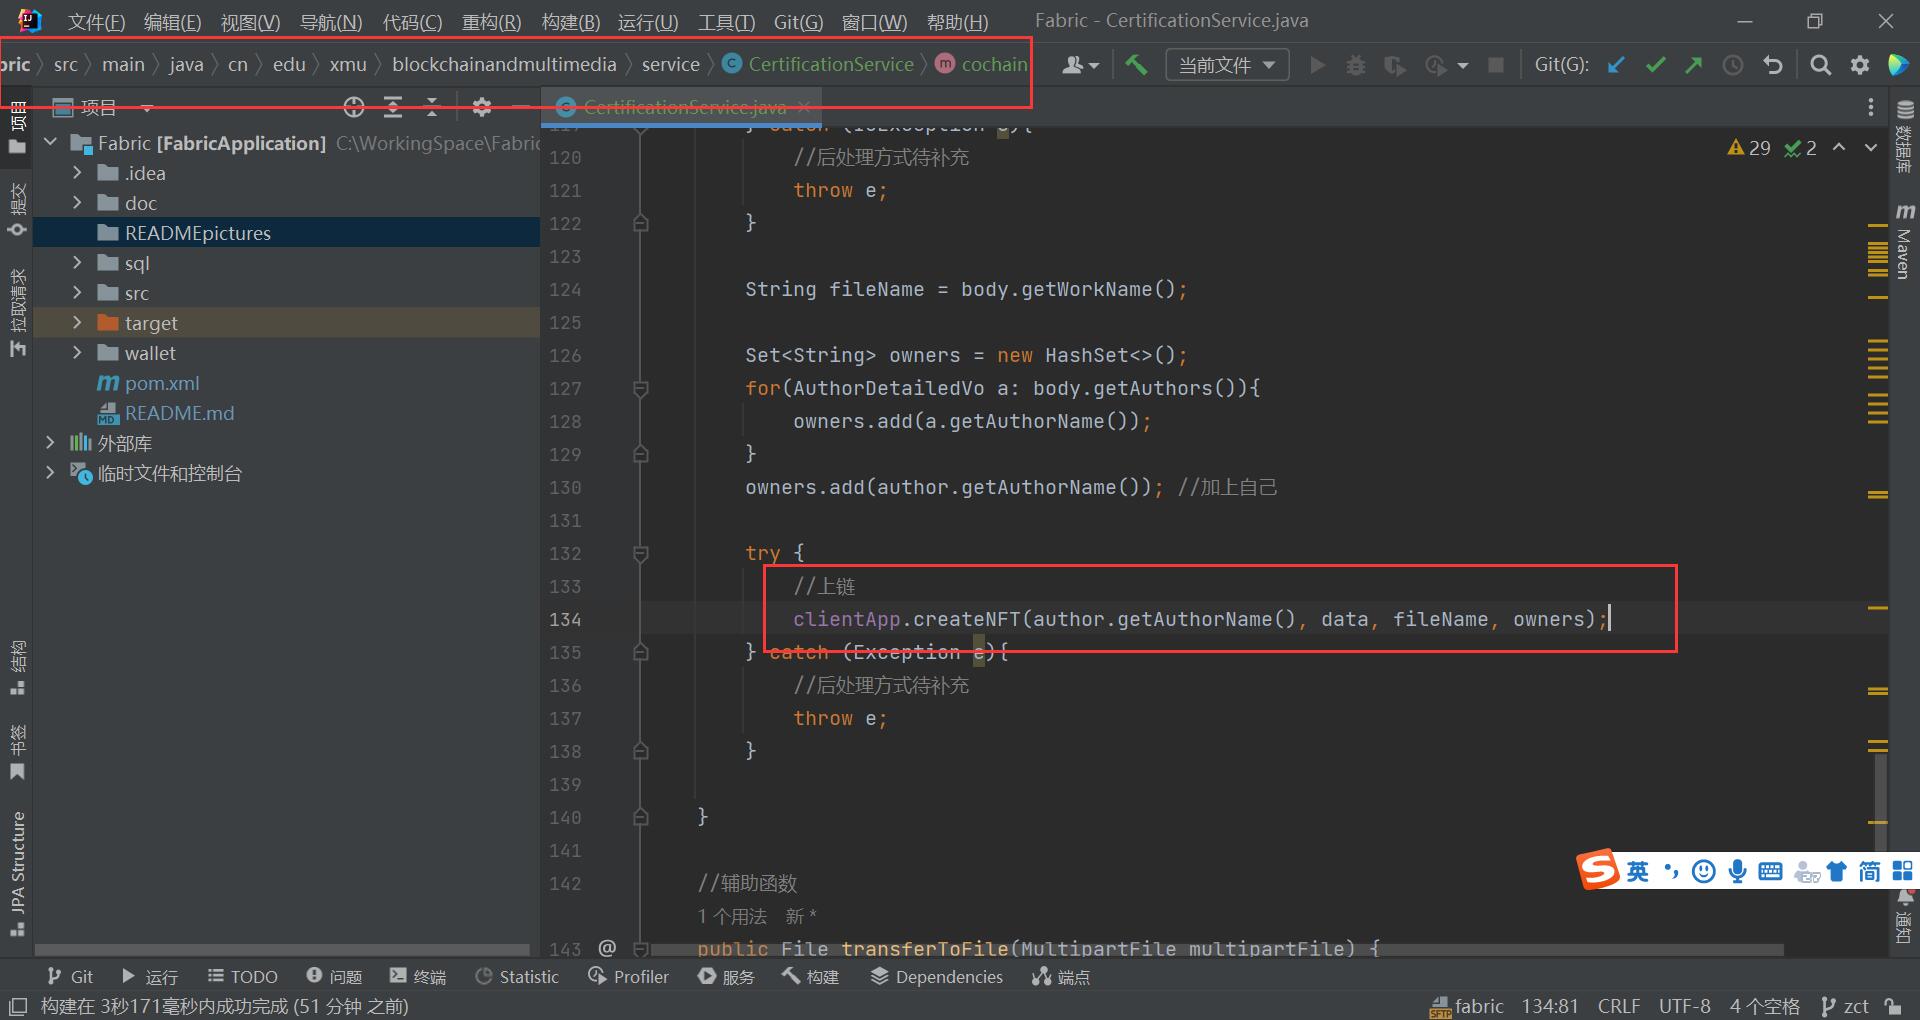 文件(F) 编辑(E) 视图(V) 导航(N) 代码(C) 重构(R) 构建(B) 运行(U) 工具(T) Git(G) 窗口(W) 帮助(H) Fabric - CertificationService.java
bric src main java cn edu xmu blockchainandmultimedia service CertificationService cochain 当前文件 Git(G):
项目 CertificationService.java
Fabric [FabricApplication] C:\WorkingSpace\Fabric
.idea
doc
READMEpictures
sql
src
target
wallet
pom.xml
README.md
外部库
临时文件和控制台
项目
提交
拉取请求
结构
书签
JPA Structure
29 2
119 } catch (IOException e){
120 //后处理方式待补充
121 throw e;
122 }
123
124 String fileName = body.getWorkName();
125
126 Set<String> owners = new HashSet<>();
127 for(AuthorDetailedVo a: body.getAuthors()){
128 owners.add(a.getAuthorName());
129 }
130 owners.add(author.getAuthorName()); //加上自己
131
132 try {
133 //上链
134 clientApp.createNFT(author.getAuthorName(), data, fileName, owners);
135 } catch (Exception e){
136 //后处理方式待补充
137 throw e;
138 }
139
140 }
141
142 //辅助函数
1 个用法 新 *
143 @ public File transferToFile(MultipartFile multipartFile) {
数据库
Maven
通知
英 简
Git 运行 TODO 问题 终端 Statistic Profiler 服务 构建 Dependencies 端点
构建在 3秒171毫秒内成功完成 (51 分钟 之前) fabric 134:81 CRLF UTF-8 4 个空格 zct